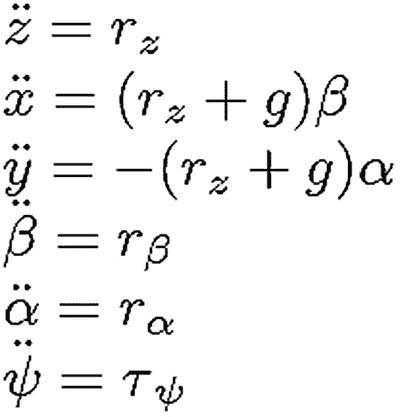 z̈ = r_z
ẍ = (r_z + g)β
ÿ = −(r_z + g)α
β̈ = r_β
α̈ = r_α
ψ̈ = τ_ψ